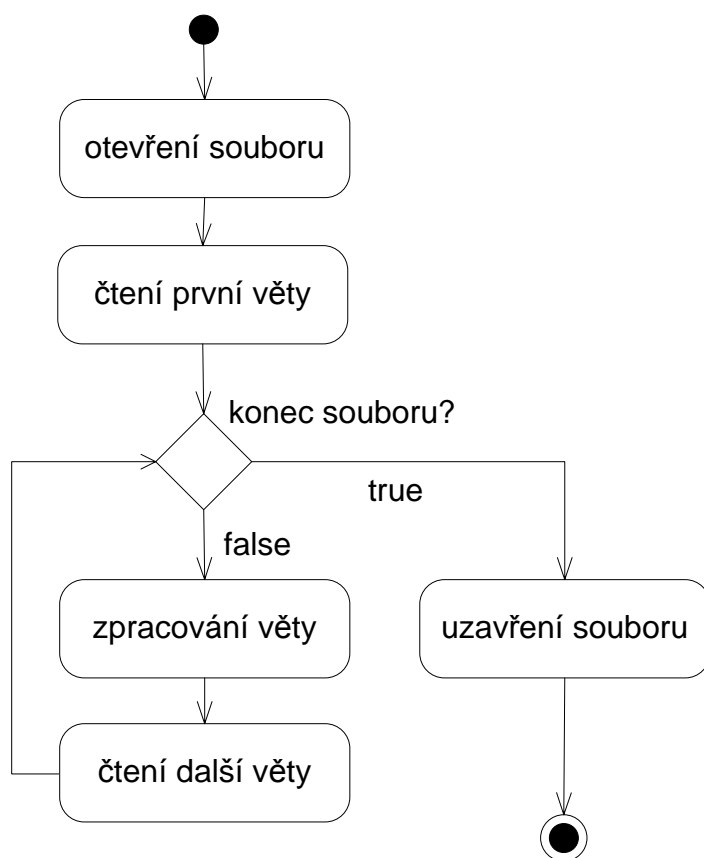 otevření souboru
čtení první věty
konec souboru?
true
false
zpracování věty
uzavření souboru
čtení další věty